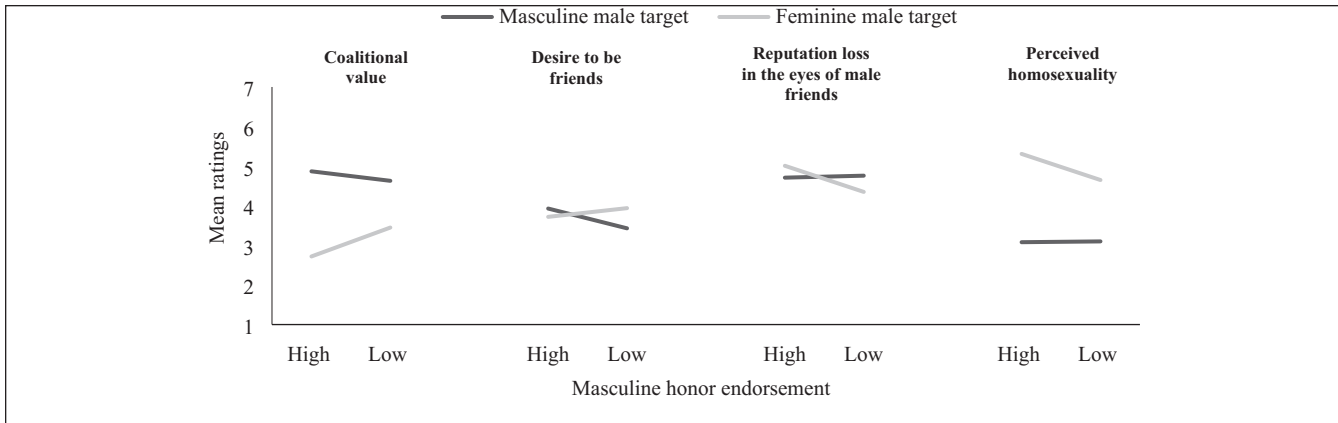 Masculine male target Feminine male target
Coalitional
value
Desire to be
friends
Reputation loss
in the eyes of male
friends
Perceived
homosexuality
Mean ratings
7
6
5
4
3
2
1
High Low High Low High Low High Low
Masculine honor endorsement